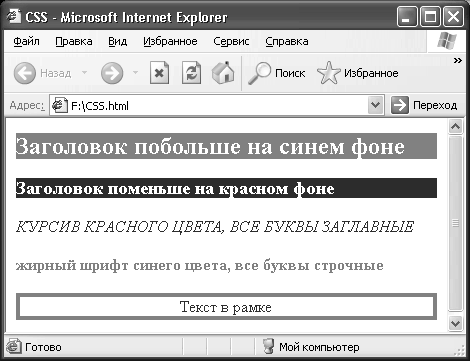 CSS - Microsoft Internet Explorer
Файл Правка Вид Избранное Сервис Справка
Назад Поиск Избранное »
Адрес: F:\CSS.html Переход
Заголовок побольше на синем фоне
Заголовок поменьше на красном фоне
КУРСИВ КРАСНОГО ЦВЕТА, ВСЕ БУКВЫ ЗАГЛАВНЫЕ
жирный шрифт синего цвета, все буквы строчные
Текст в рамке
Готово Мой компьютер